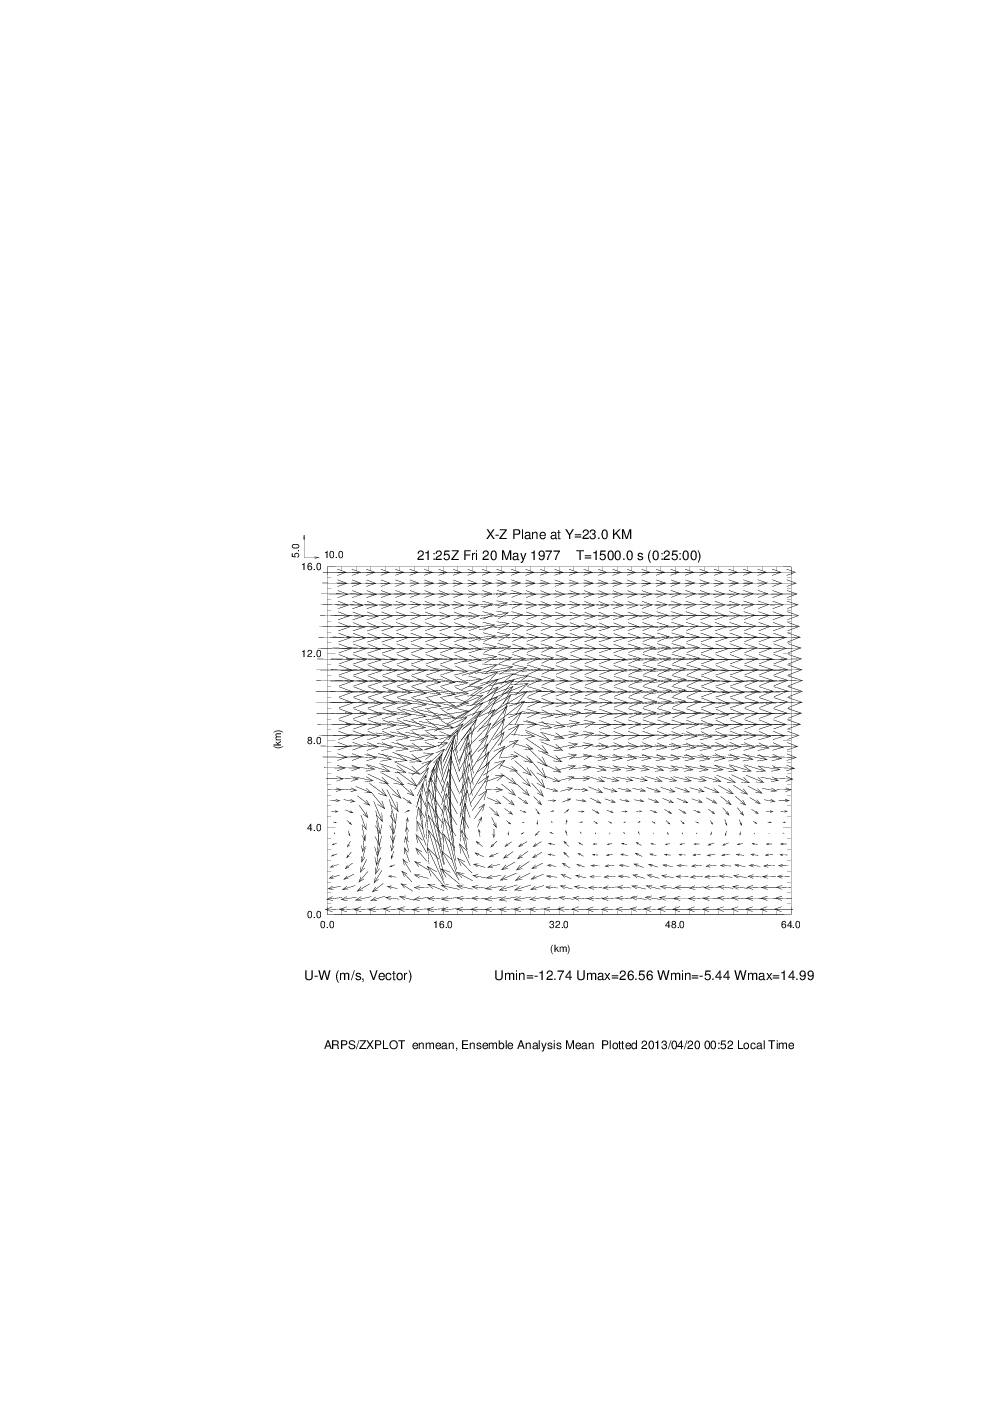 X-Z Plane at Y=23.0 KM
21:25Z Fri 20 May 1977 T=1500.0 s (0:25:00)
5.0
10.0
16.0
12.0
8.0
4.0
0.0
(km)
0.0 16.0 32.0 48.0 64.0
(km)
U-W (m/s, Vector) Umin=-12.74 Umax=26.56 Wmin=-5.44 Wmax=14.99
ARPS/ZXPLOT enmean, Ensemble Analysis Mean Plotted 2013/04/20 00:52 Local Time